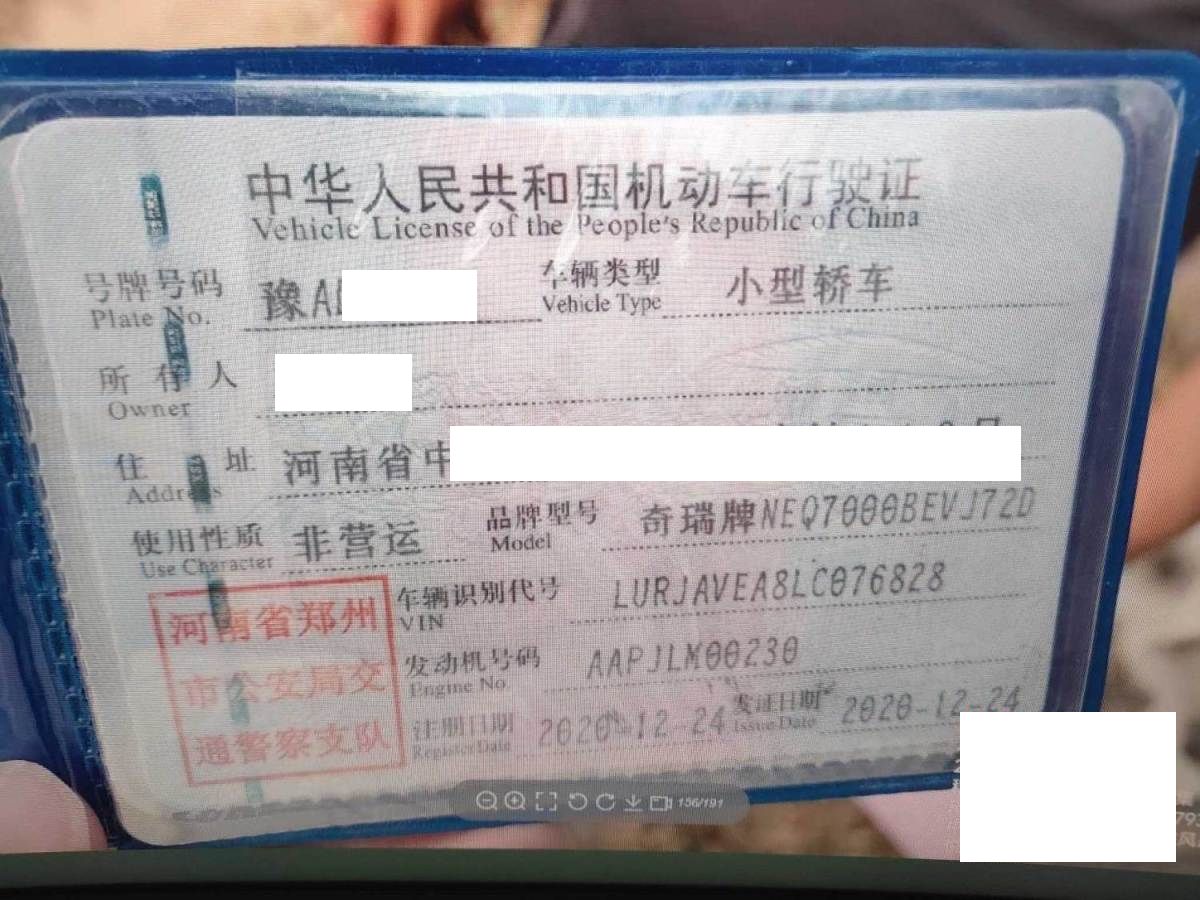 中华人民共和国机动车行驶证
Vehicle License of the People's Republic of China
号牌号码 豫A 车辆类型 小型轿车
Plate No. Vehicle Type
所有人
Owner
住址 河南省中
Address
使用性质 非营运 品牌型号 奇瑞牌NEQ7000BEVJ72D
Use Character Model
河南省郑州
市公安局交
通警察支队
车辆识别代号 LURJAVEA8LC076828
VIN
发动机号码 AAPJLM00230
Engine No.
注册日期 2020-12-24 发证日期 2020-12-24
Register Date Issue Date
136/191